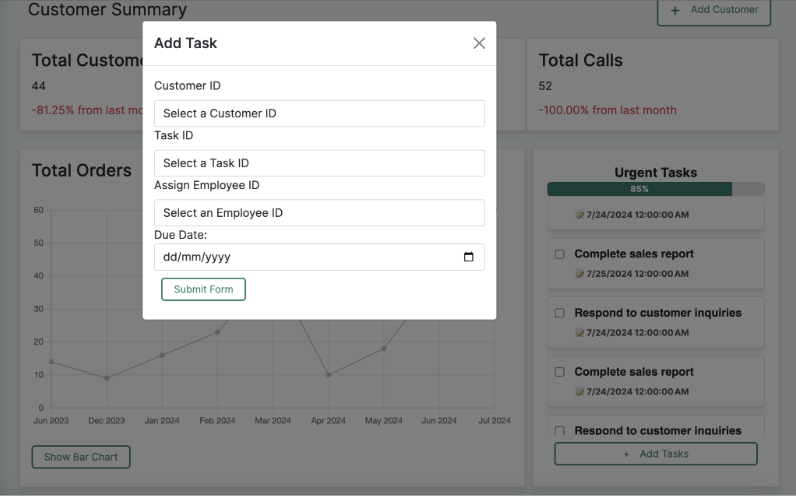 Customer Summary
+ Add Customer
Add Task
Total Custome
44
-81.25% from last mo
Customer ID
Select a Customer ID
Task ID
Select a Task ID
Assign Employee ID
Select an Employee ID
Due Date:
dd/mm/yyyy
Submit Form
Total Calls
52
-100.00% from last month
Total Orders
60
50
40
30
20
10
0
Jun 2023 Dec 2023 Jan 2024 Feb 2024 Mar 2024 Apr 2024 May 2024 Jun 2024 Jul 2024
Show Bar Chart
Urgent Tasks
85%
7/24/2024 12:00:00 AM
Complete sales report
7/25/2024 12:00:00 AM
Respond to customer inquiries
7/22/2024 12:00:00 AM
Complete sales report
7/24/2024 12:00:00 AM
Respond to customer inquiries
+ Add Tasks